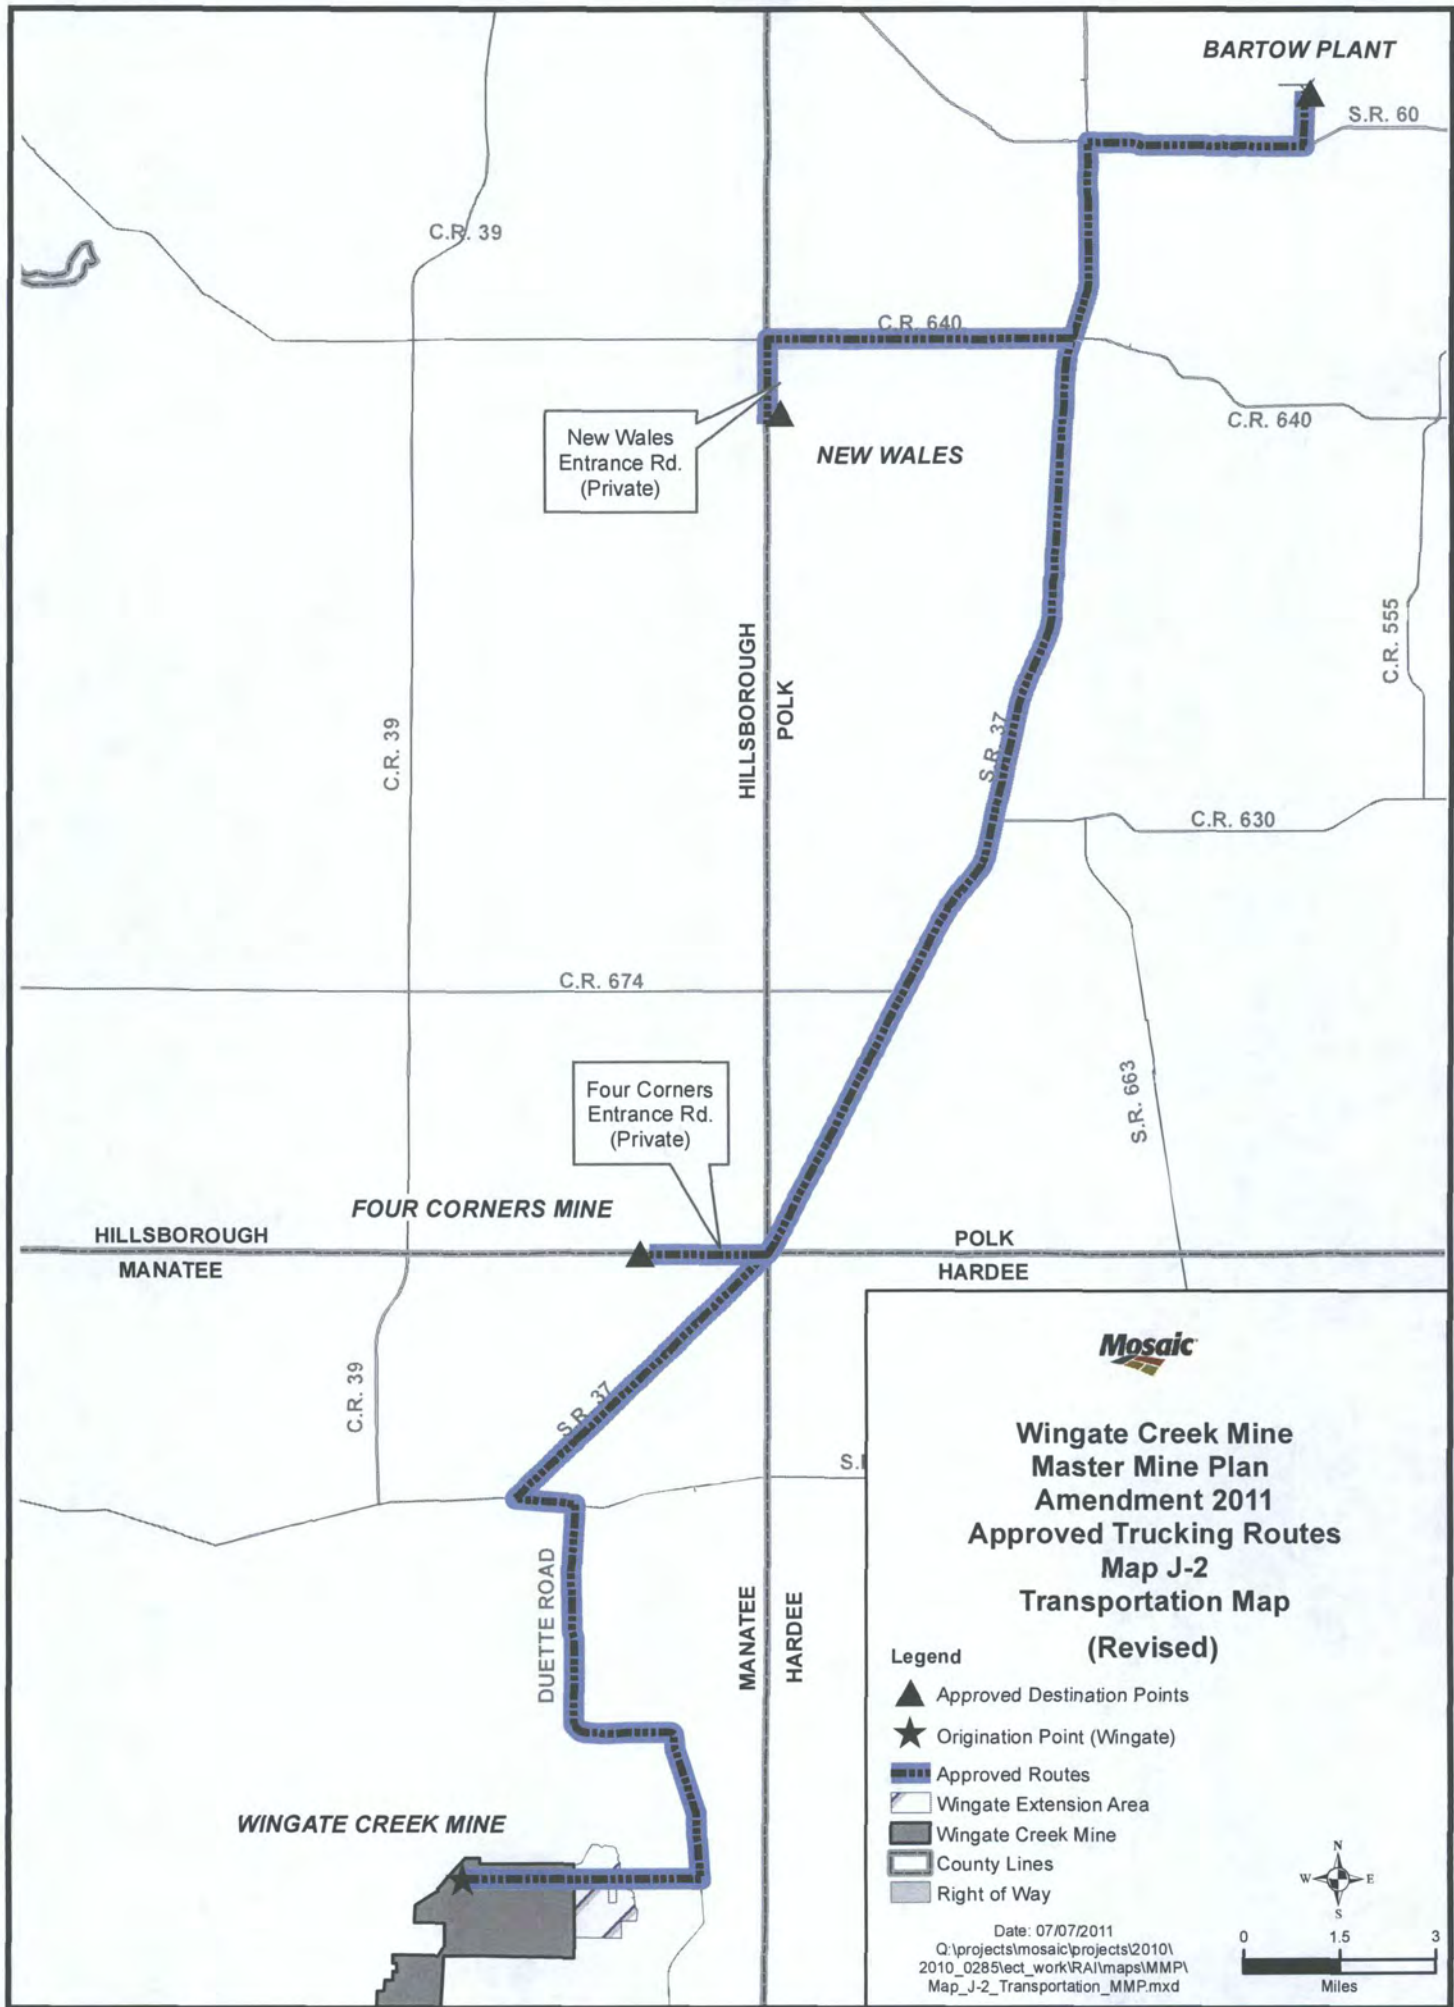 BARTOW PLANT
S.R. 60
C.R. 39
C.R. 640
New Wales
Entrance Rd.
(Private)
NEW WALES
C.R. 640
C.R. 555
HILLSBOROUGH
POLK
C.R. 39
S.R. 37
C.R. 630
C.R. 674
Four Corners
Entrance Rd.
(Private)
S.R. 663
FOUR CORNERS MINE
HILLSBOROUGH
MANATEE
POLK
HARDEE
C.R. 39
S.R. 37
DUETTE ROAD
MANATEE
HARDEE
WINGATE CREEK MINE
Mosaic
Wingate Creek Mine
Master Mine Plan
Amendment 2011
Approved Trucking Routes
Map J-2
Transportation Map
(Revised)
Legend
Approved Destination Points
Origination Point (Wingate)
Approved Routes
Wingate Extension Area
Wingate Creek Mine
County Lines
Right of Way
N
W E
S
Date: 07/07/2011
Q:\projects\mosaic\projects\2010\
2010_0285\ect_work\RAI\maps\MMP\
Map_J-2_Transportation_MMP.mxd
0 1.5 3
Miles